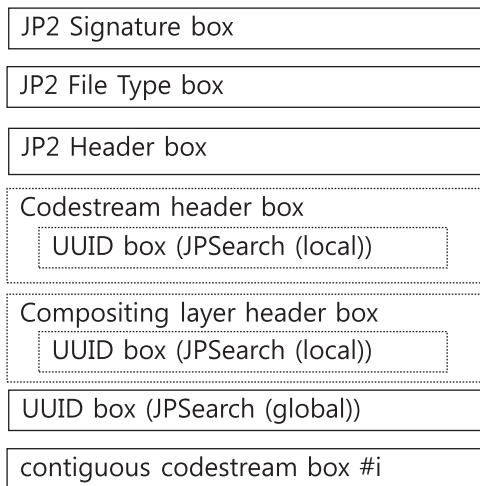 JP2 Signature box
JP2 File Type box
JP2 Header box
Codestream header box
UUID box (JPSearch (local))
Compositing layer header box
UUID box (JPSearch (local))
UUID box (JPSearch (global))
contiguous codestream box #i